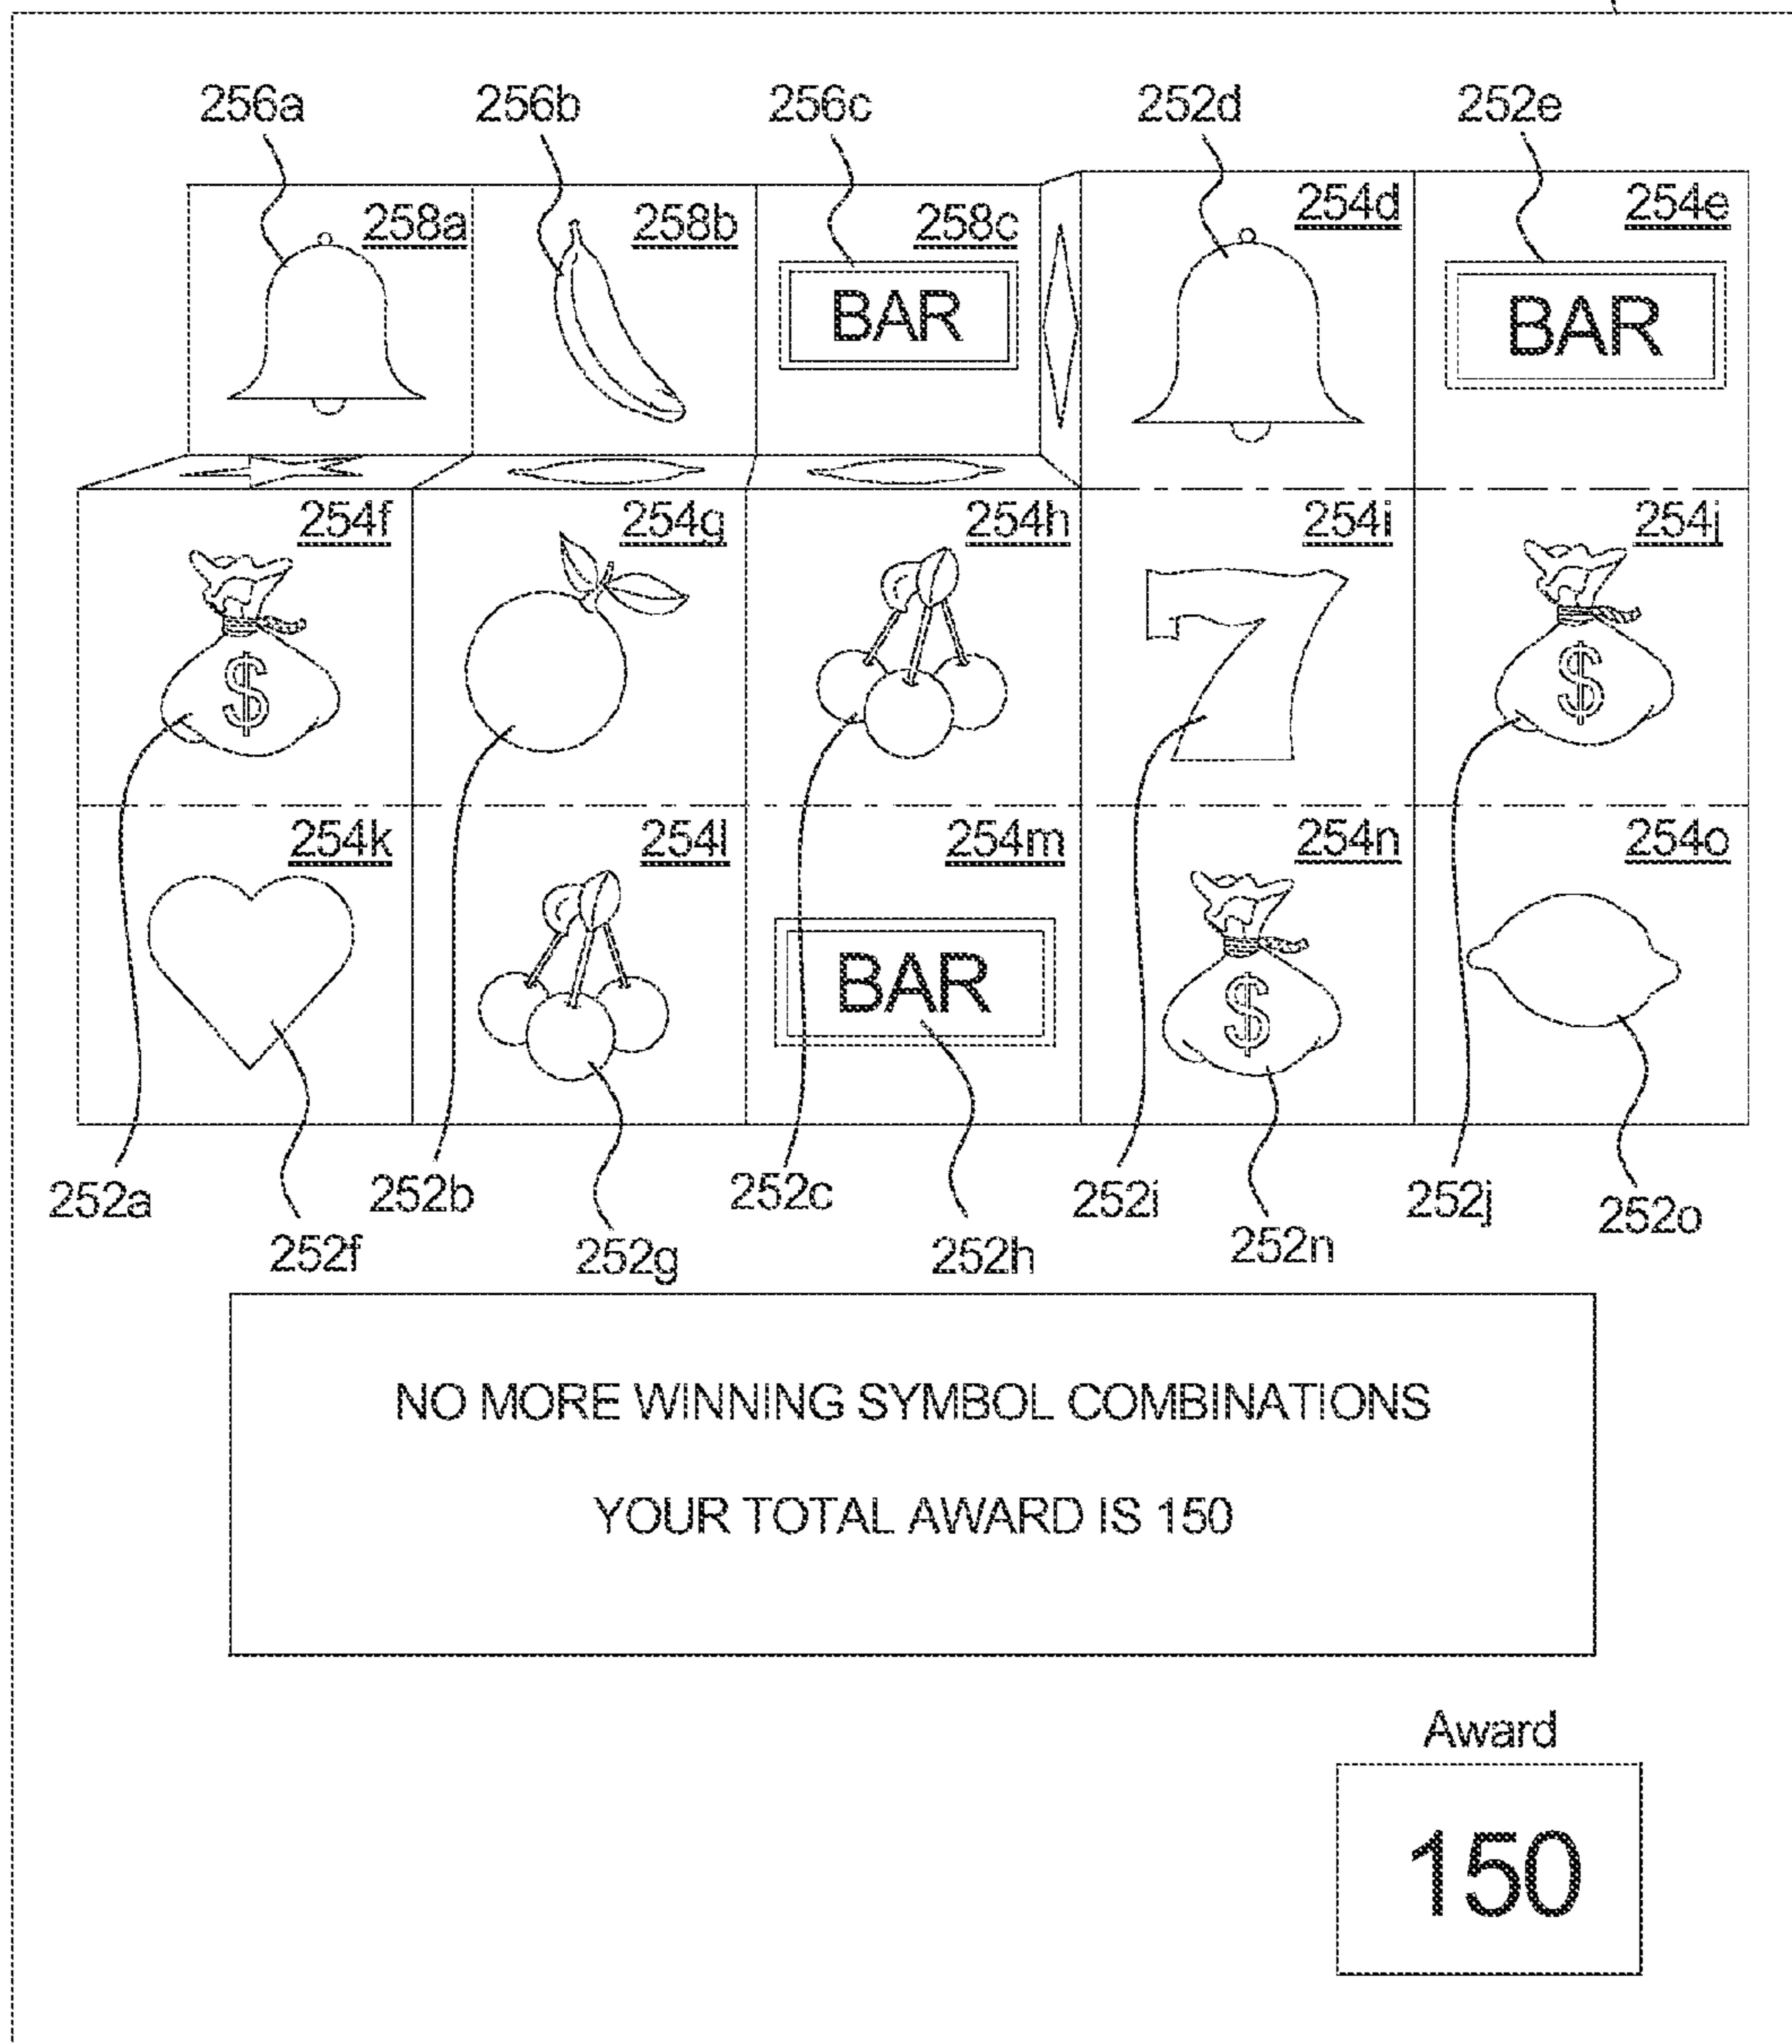 256a 256b 256c 252d 252e
258a 258b 258c 254d 254e
BAR BAR
254f 254g 254h 254i 254j
$ 7 $
254k 254l 254m 254n 254o
BAR
$
252a 252b 252c 252i 252j 252o
252f 252g 252h 252n
NO MORE WINNING SYMBOL COMBINATIONS
YOUR TOTAL AWARD IS 150
Award
150